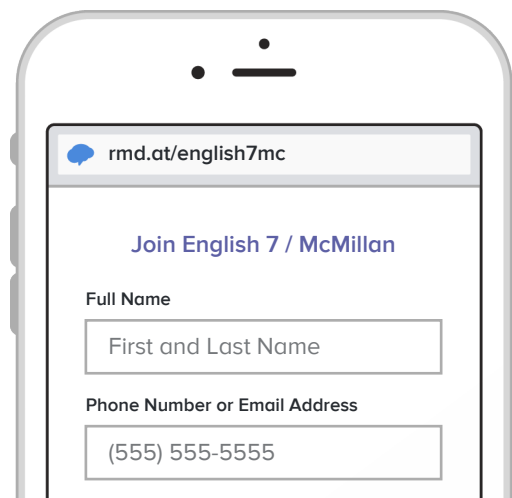 rmd.at/english7mc
Join English 7 / McMillan
Full Name
First and Last Name
Phone Number or Email Address
(555) 555-5555